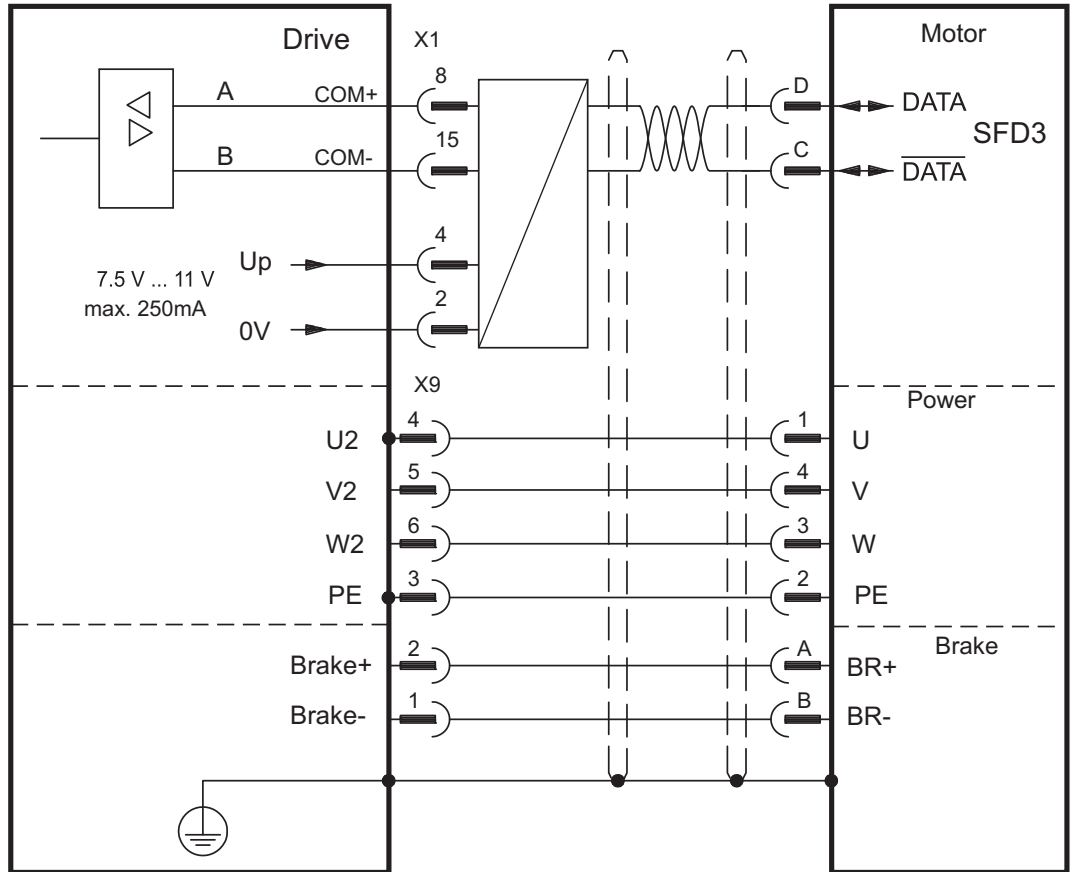 Drive X1 Motor
8 D
A COM+ DATA
SFD3
15 C
B COM- D̅A̅T̅A̅
4
Up
7.5 V ... 11 V
max. 250mA
2
0V
X9
Power
4 1
U2 U
5 4
V2 V
6 3
W2 W
3 2
PE PE
Brake
2 A
Brake+ BR+
1 B
Brake- BR-